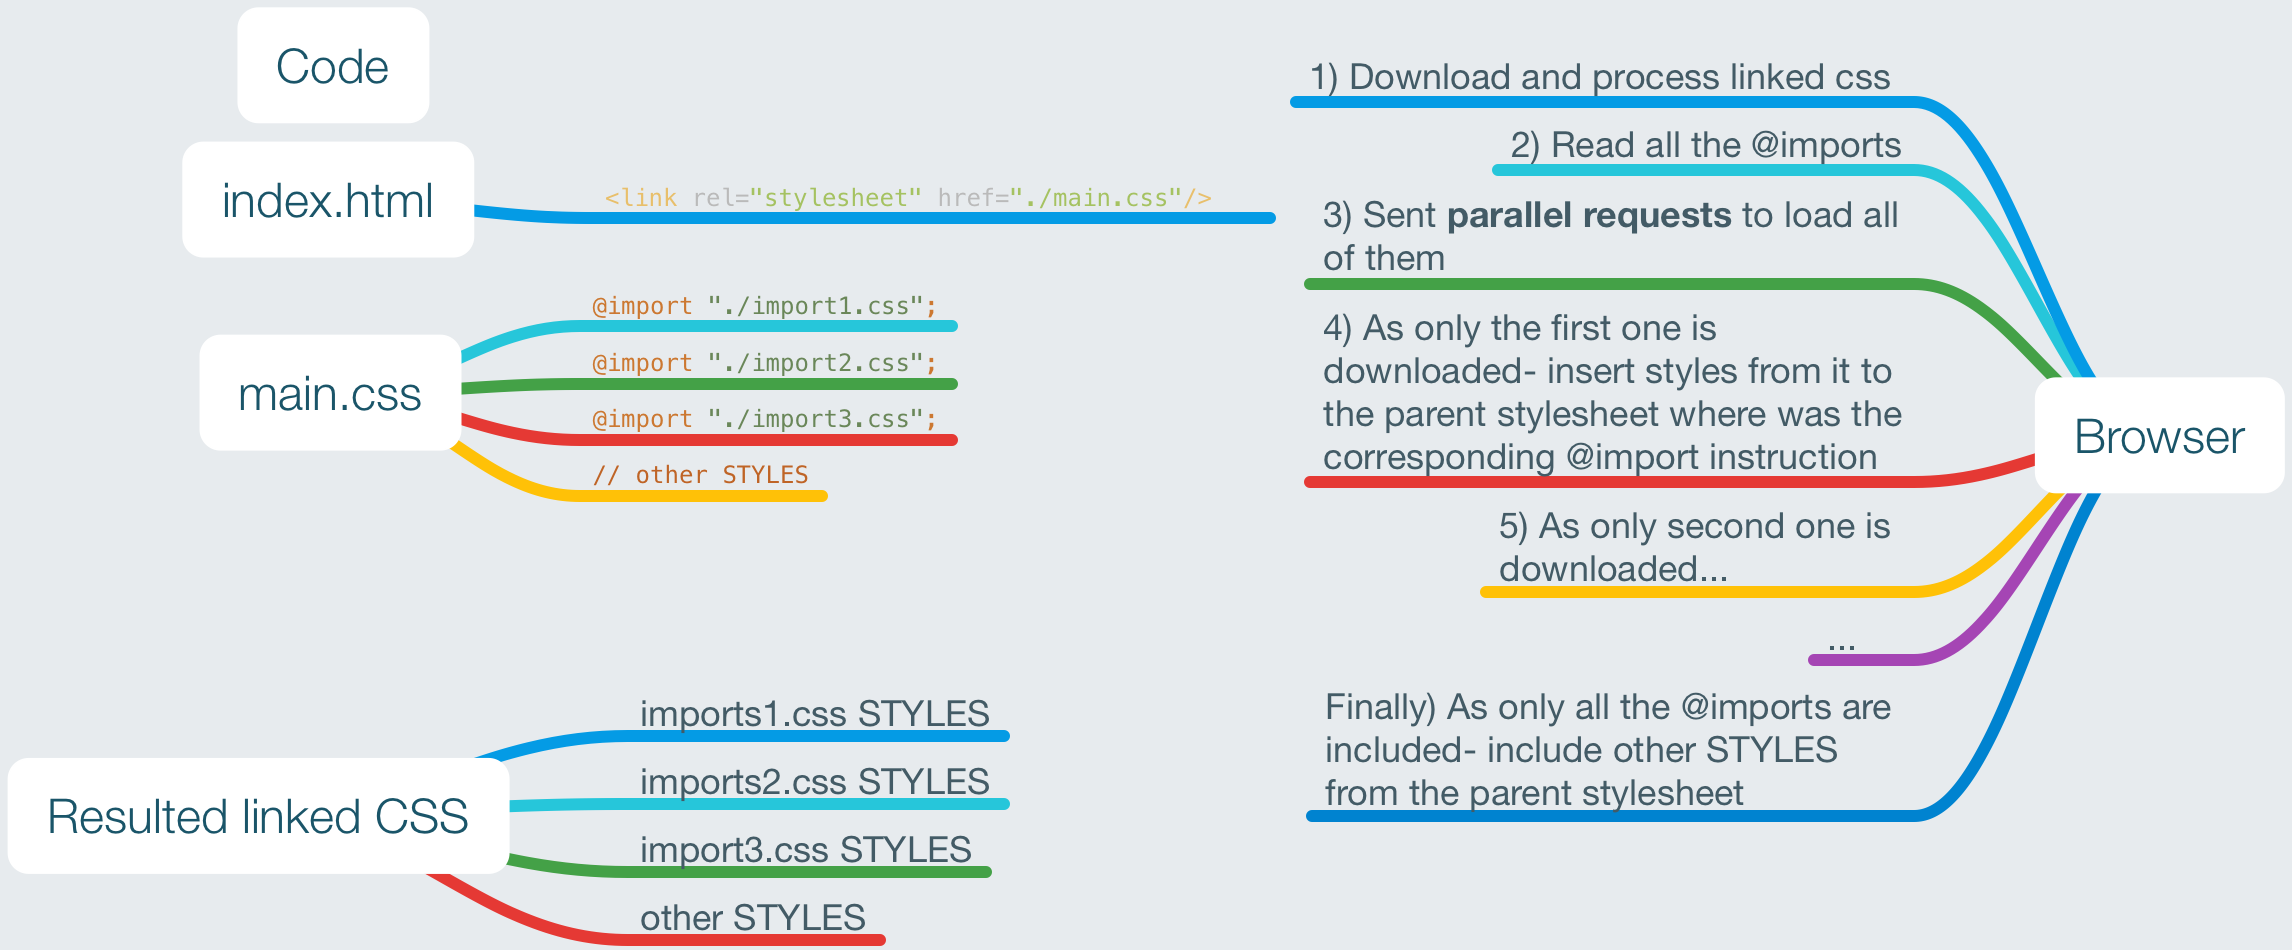 Code
index.html
<link rel="stylesheet" href="./main.css"/>
main.css
@import "./import1.css";
@import "./import2.css";
@import "./import3.css";
// other STYLES
Resulted linked CSS
imports1.css STYLES
imports2.css STYLES
import3.css STYLES
other STYLES
1) Download and process linked css
2) Read all the @imports
3) Sent parallel requests to load all
of them
4) As only the first one is
downloaded- insert styles from it to
the parent stylesheet where was the
corresponding @import instruction
5) As only second one is
downloaded...
...
Finally) As only all the @imports are
included- include other STYLES
from the parent stylesheet
Browser